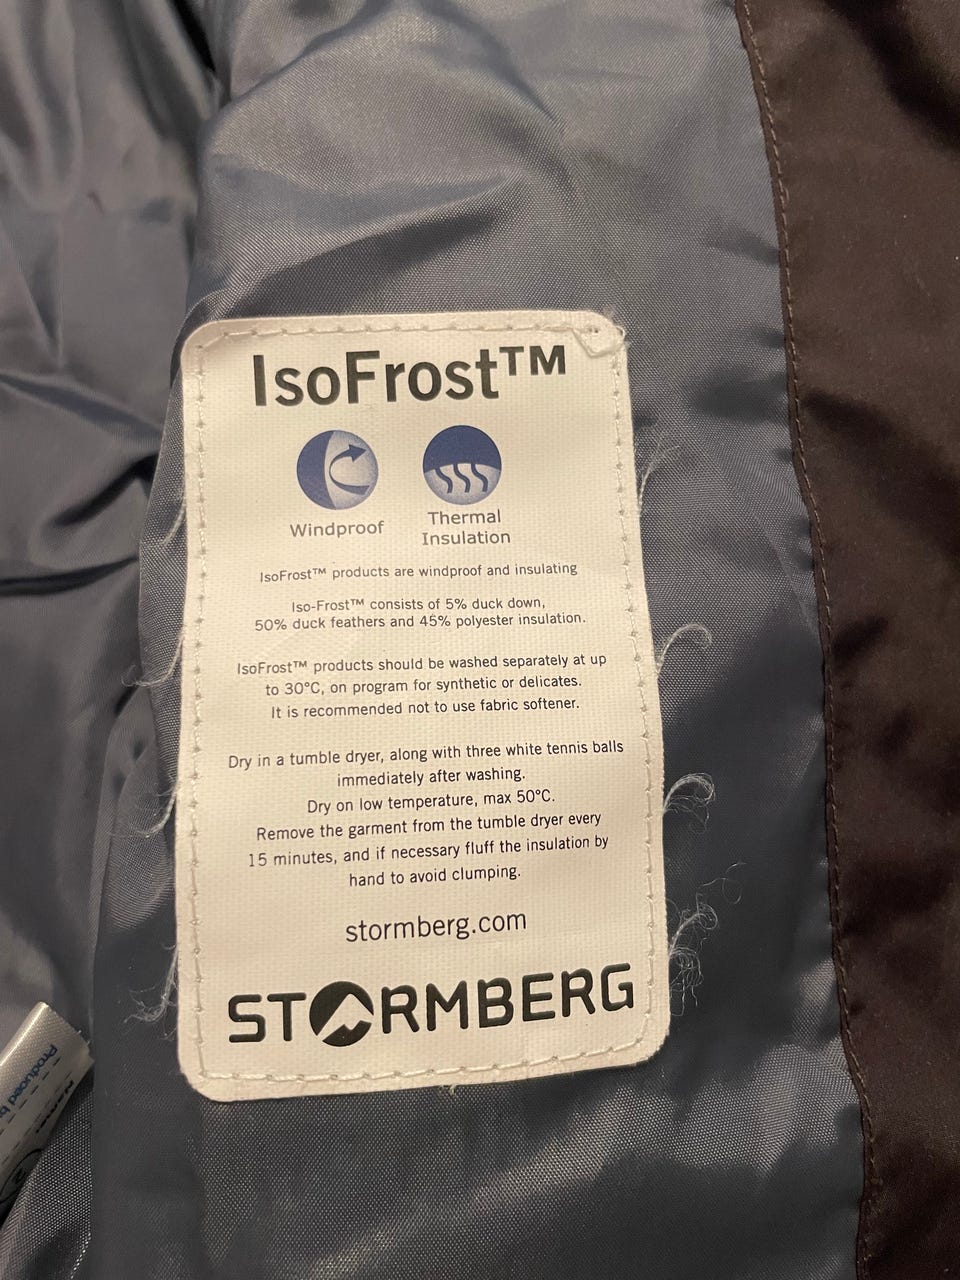 IsoFrost™
Windproof
Thermal
Insulation
IsoFrost™ products are windproof and insulating
Iso-Frost™ consists of 5% duck down,
50% duck feathers and 45% polyester insulation.
IsoFrost™ products should be washed separately at up
to 30°C, on program for synthetic or delicates.
It is recommended not to use fabric softener.
Dry in a tumble dryer, along with three white tennis balls
immediately after washing.
Dry on low temperature, max 50°C.
Remove the garment from the tumble dryer every
15 minutes, and if necessary fluff the insulation by
hand to avoid clumping.
stormberg.com
STORMBERG
Produced